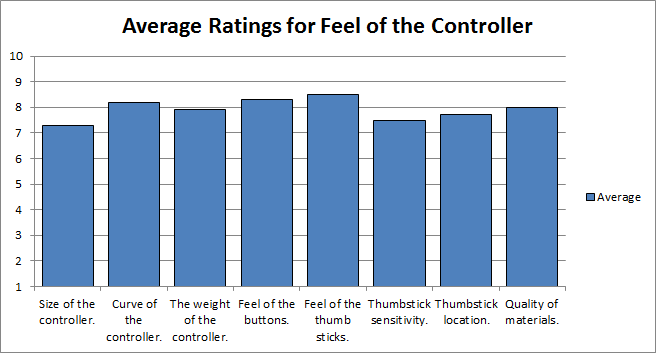 Average Ratings for Feel of the Controller
10
9
8
7
6
5
4
3
2
1
Size of the
controller.
Curve of
the
controller.
The weight
of the
controller.
Feel of the
buttons.
Feel of the
thumb
sticks.
Thumbstick
sensitivity.
Thumbstick
location.
Quality of
materials.
Average